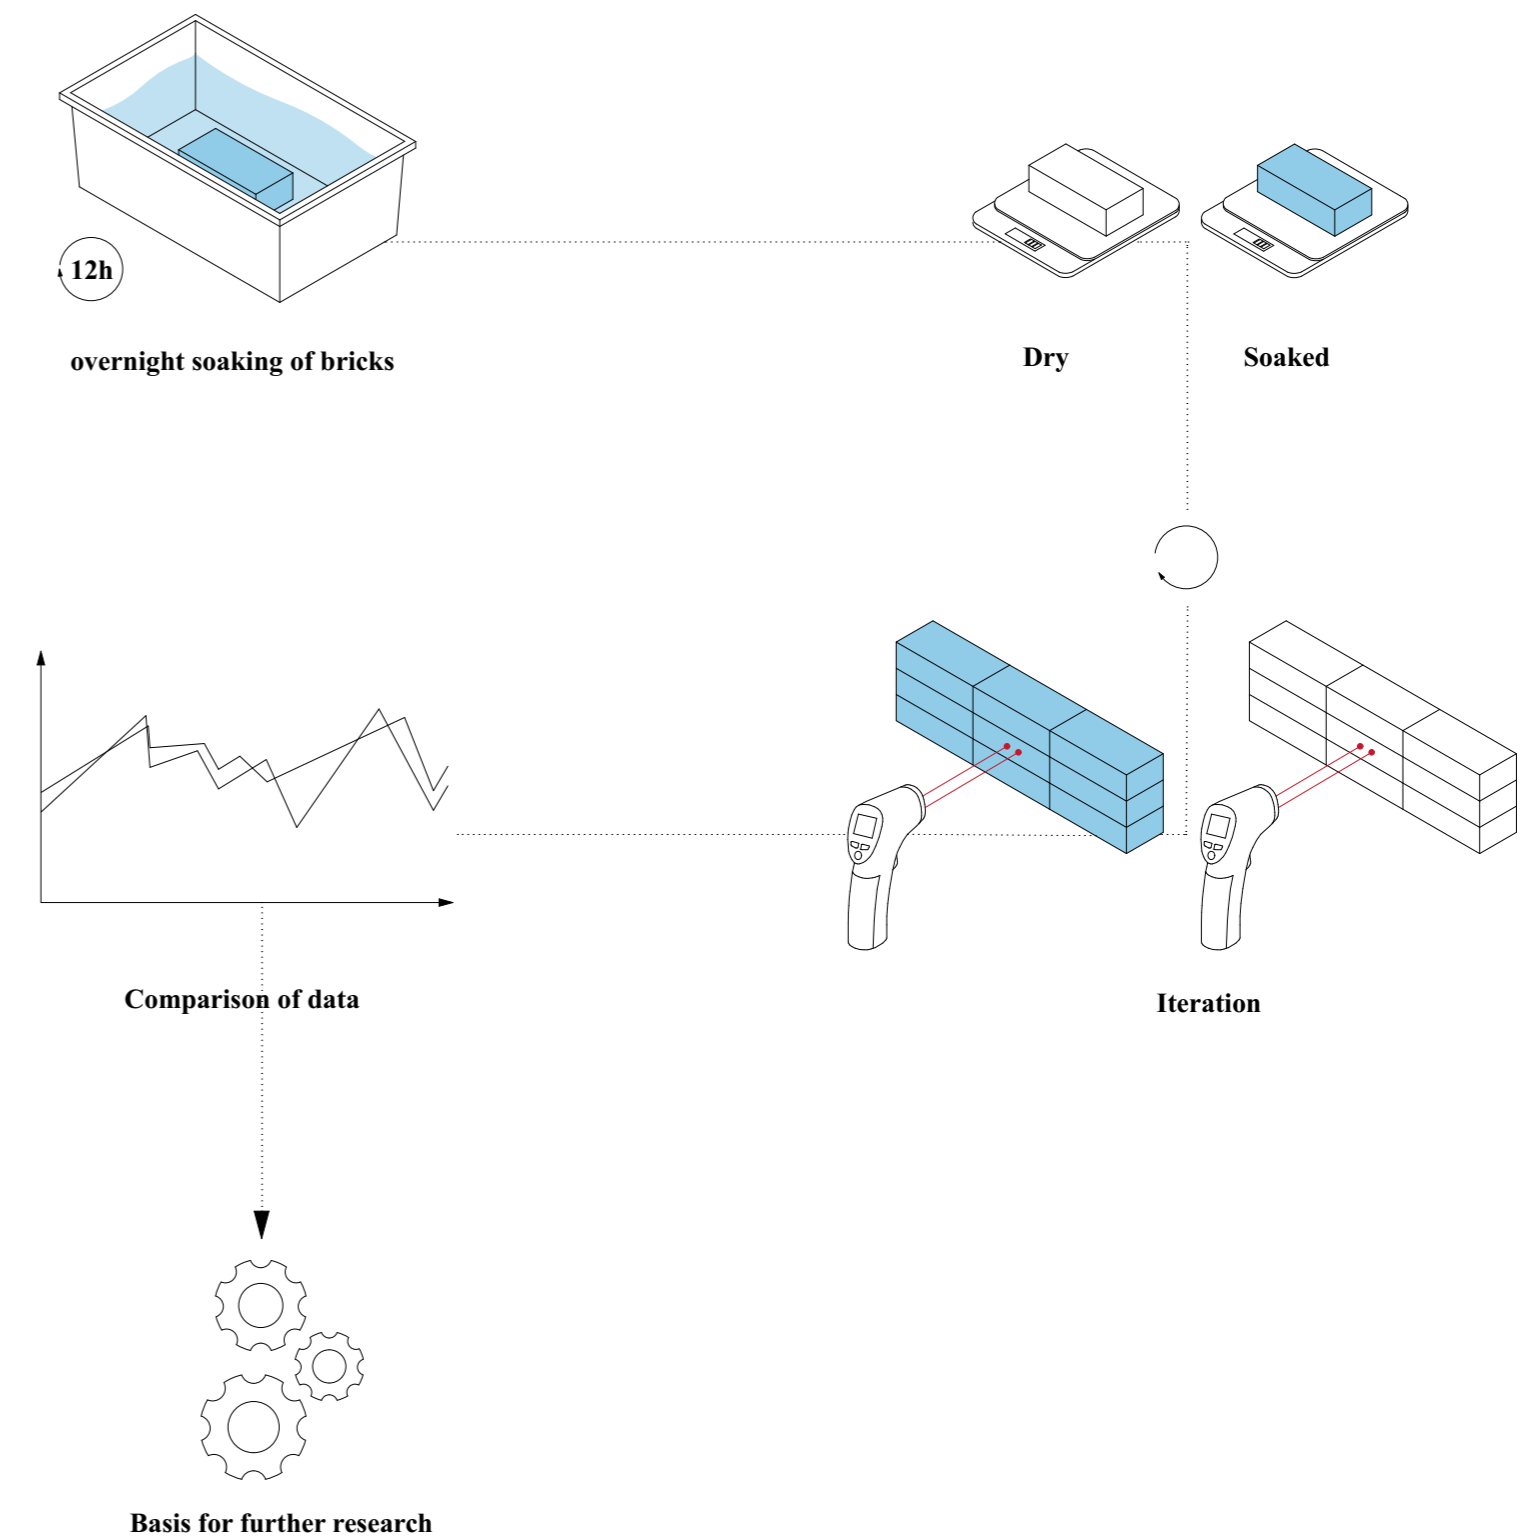 12h
overnight soaking of bricks
Dry
Soaked
Comparison of data
Iteration
Basis for further research